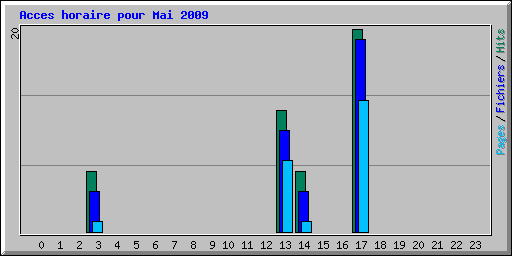 Acces horaire pour Mai 2009
20
Pages / Fichiers / Hits
0 1 2 3 4 5 6 7 8 9 10 11 12 13 14 15 16 17 18 19 20 21 22 23